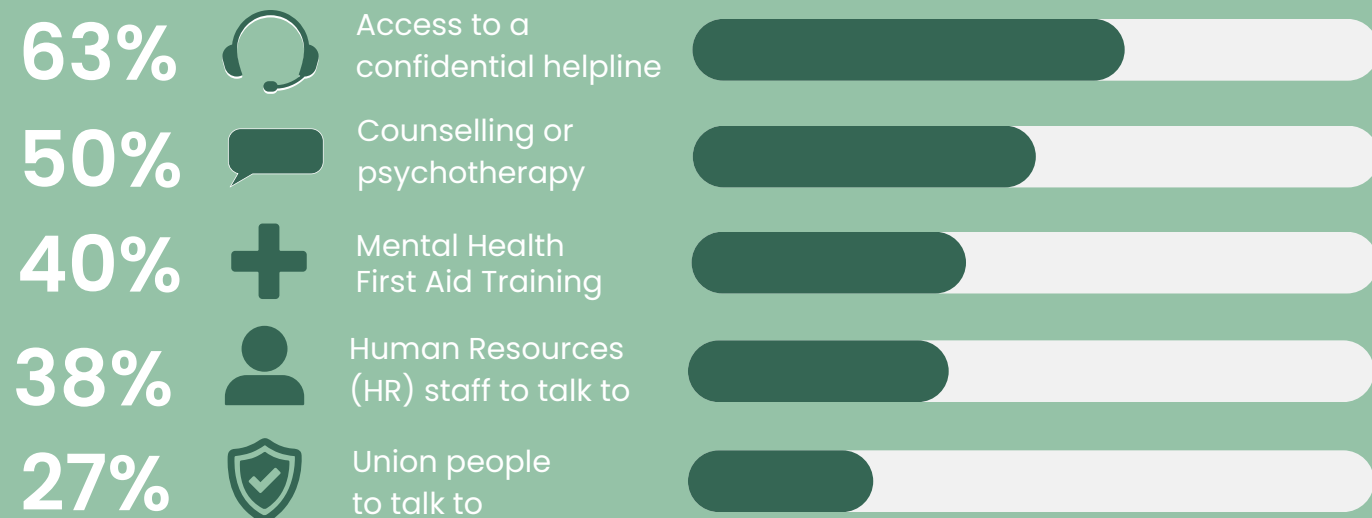 63%
Access to a
confidential helpline
50%
Counselling or
psychotherapy
40%
Mental Health
First Aid Training
38%
Human Resources
(HR) staff to talk to
27%
Union people
to talk to